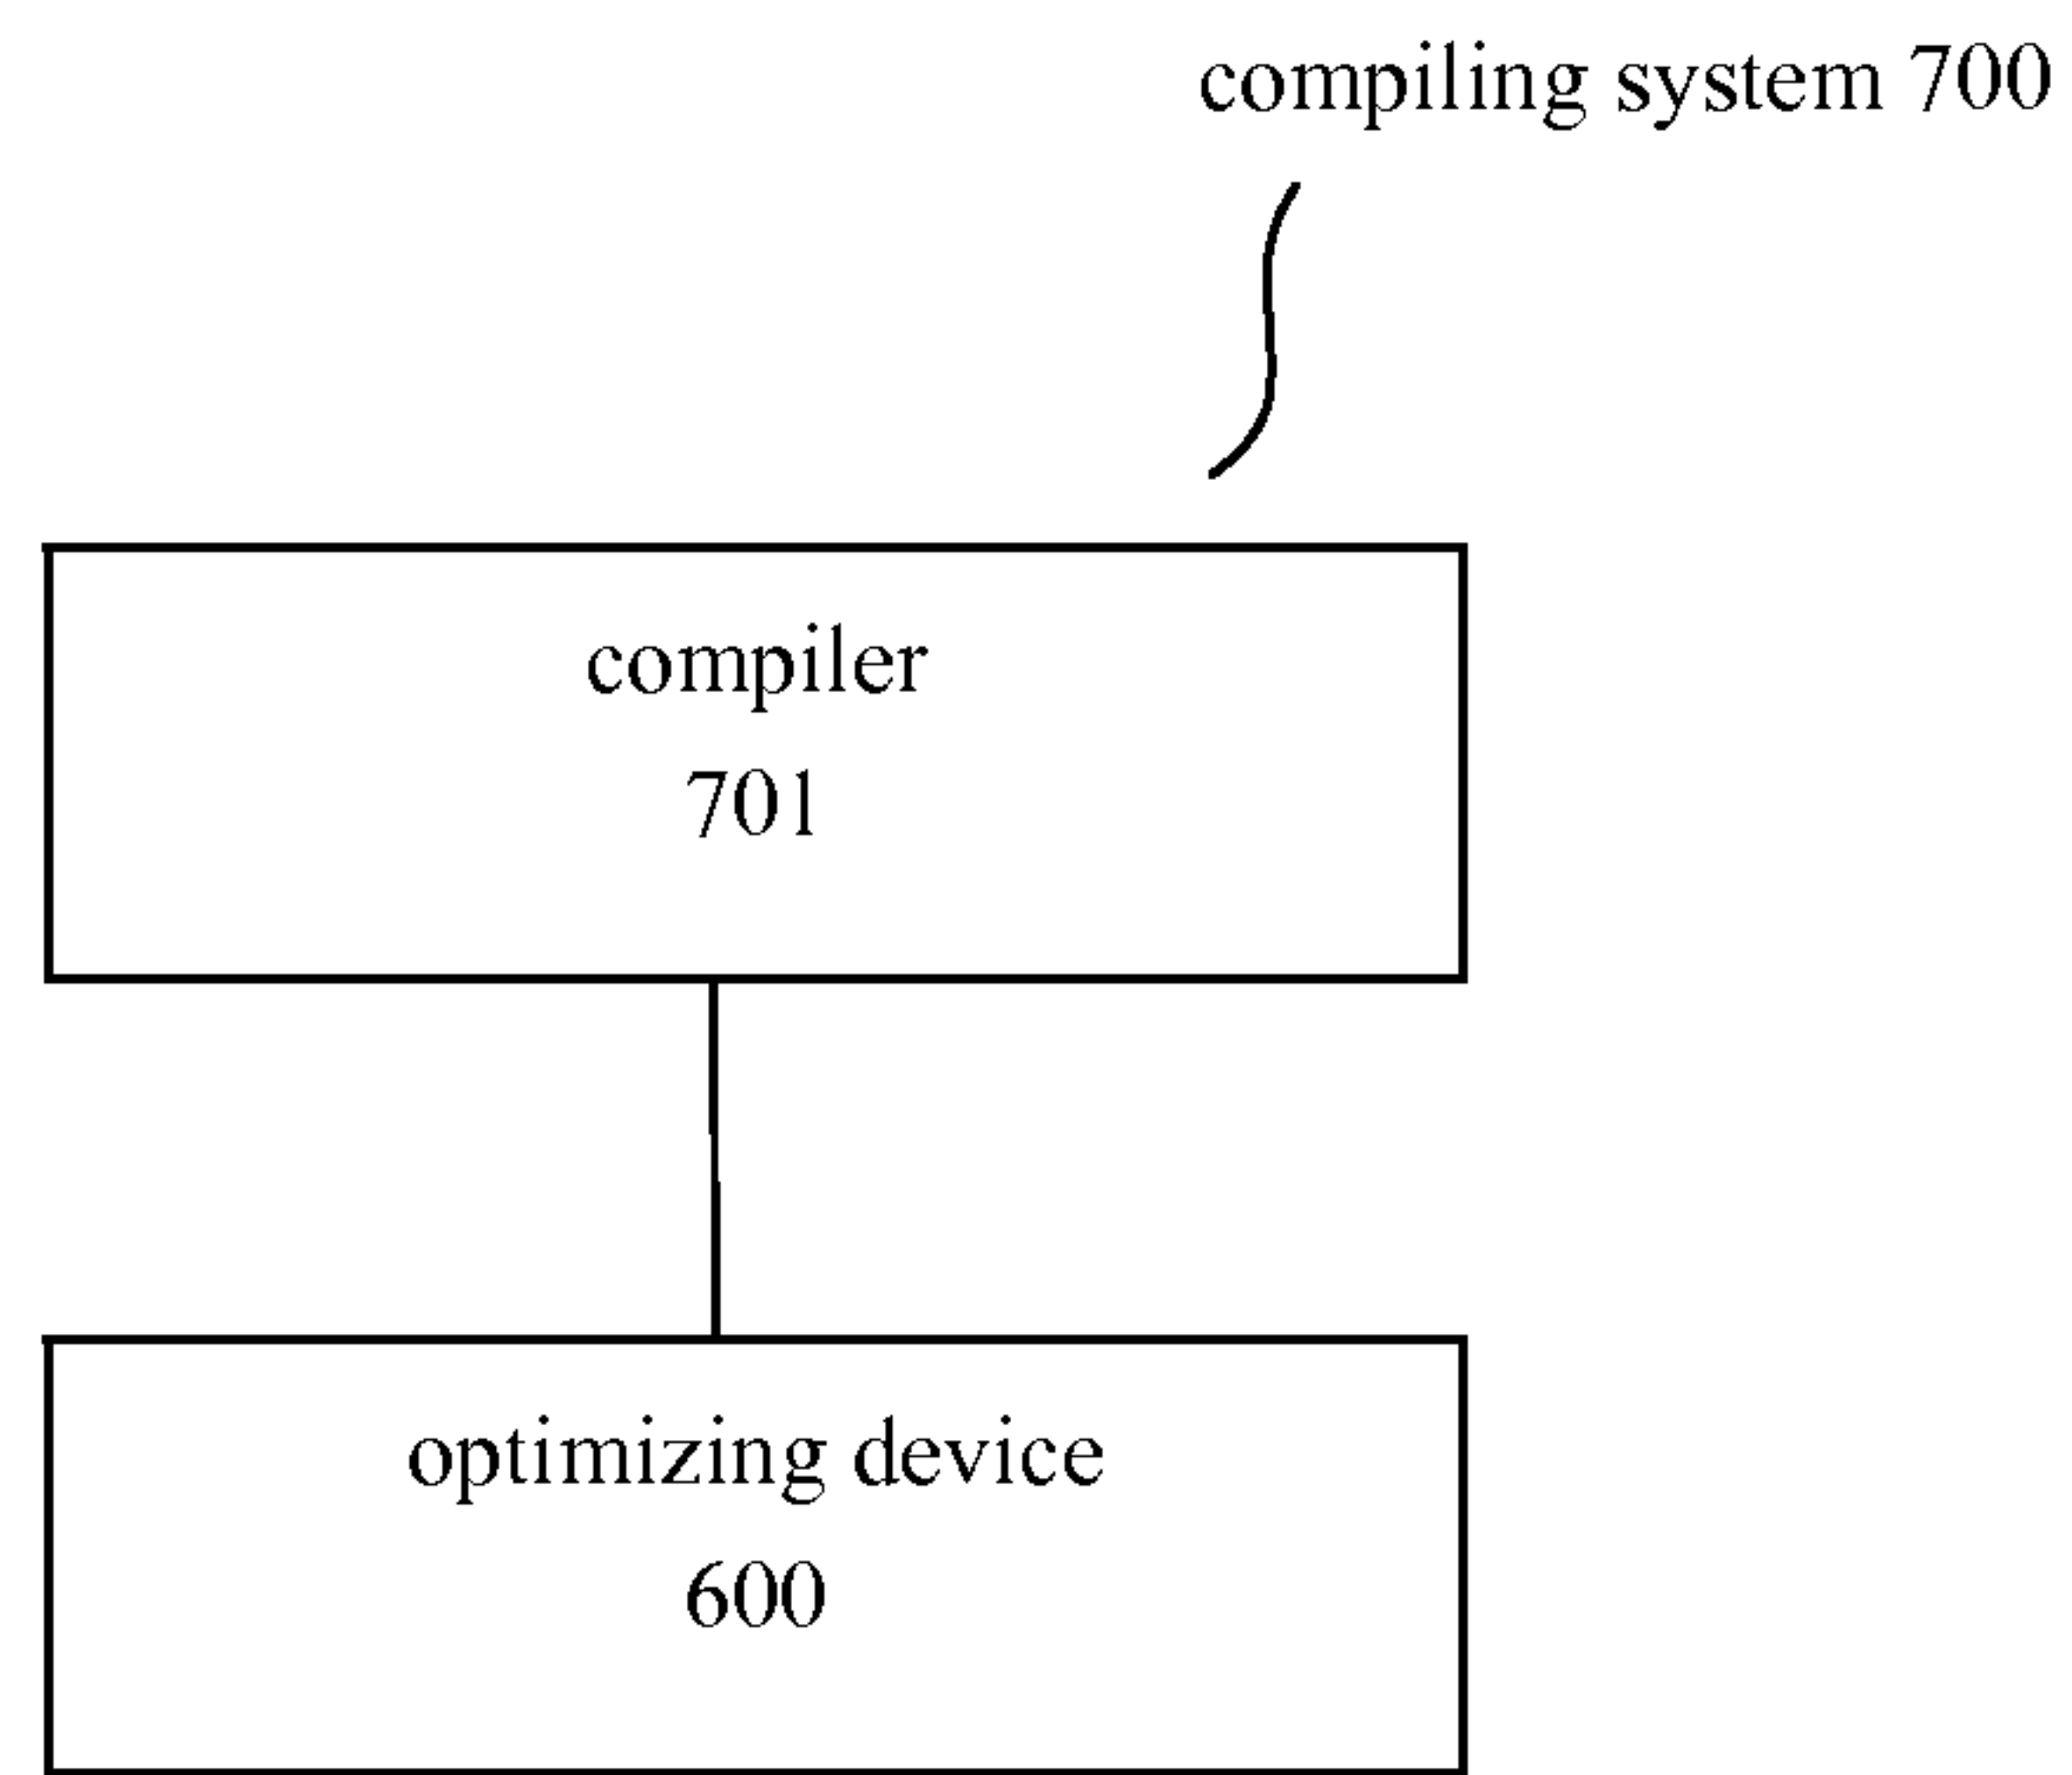 compiling system 700
compiler
701
optimizing device
600